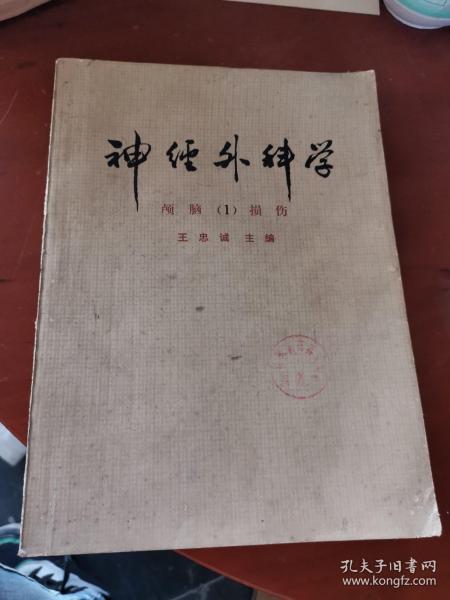 神经外科学
颅脑（1）损伤
王忠诚 主编
孔夫子旧书网
www.kongfz.com